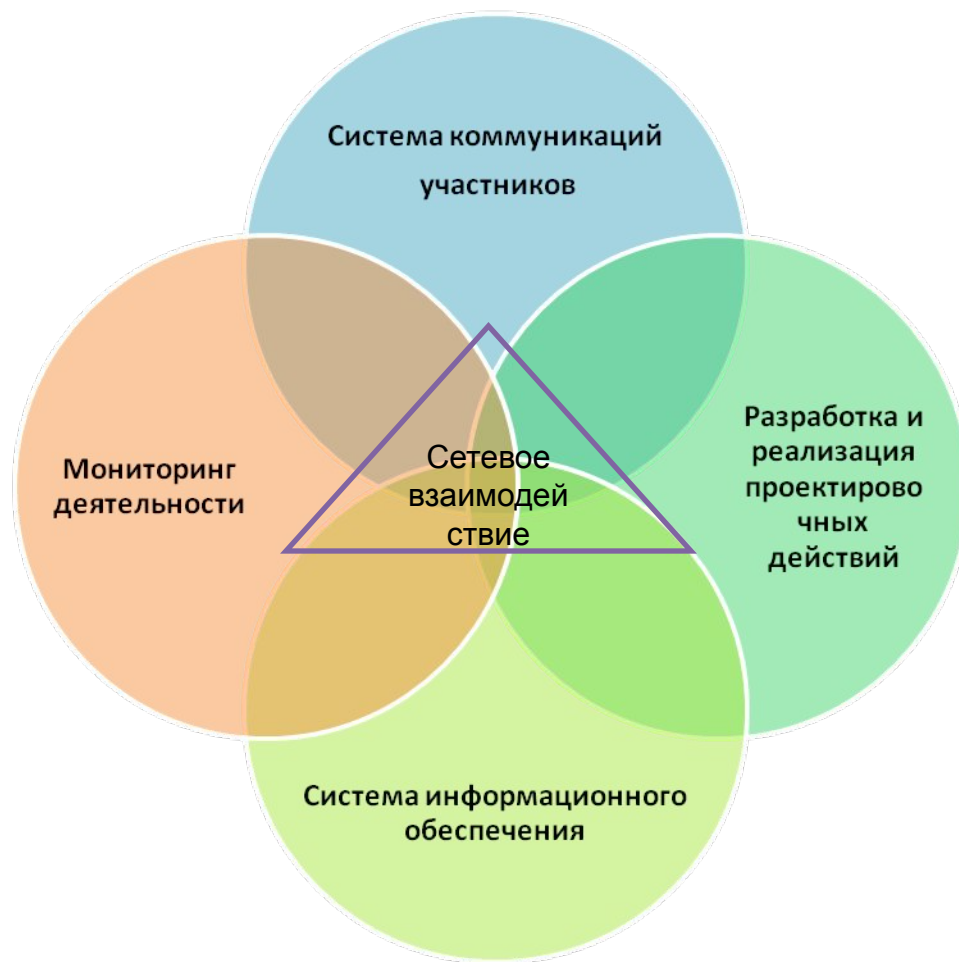 Система коммуникаций
участников
Мониторинг
деятельности
Сетевое
взаимодей
ствие
Разработка и
реализация
проектирово
чных
действий
Система информационного
обеспечения